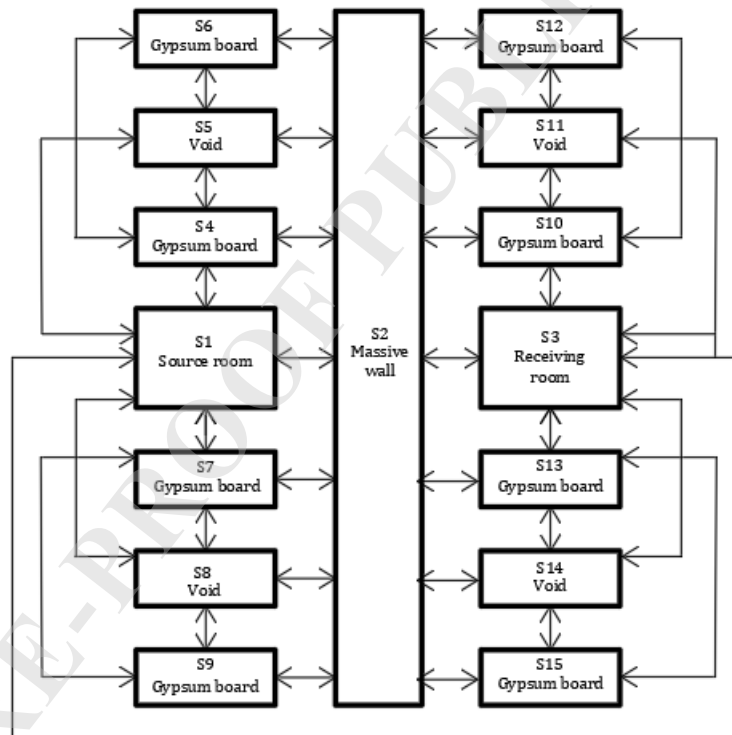 S6
Gypsum board
S5
Void
S4
Gypsum board
S1
Source room
S7
Gypsum board
S8
Void
S9
Gypsum board
S2
Massive
wall
S12
Gypsum board
S11
Void
S10
Gypsum board
S3
Receiving
room
S13
Gypsum board
S14
Void
S15
Gypsum board
E-PROOF PUBLI